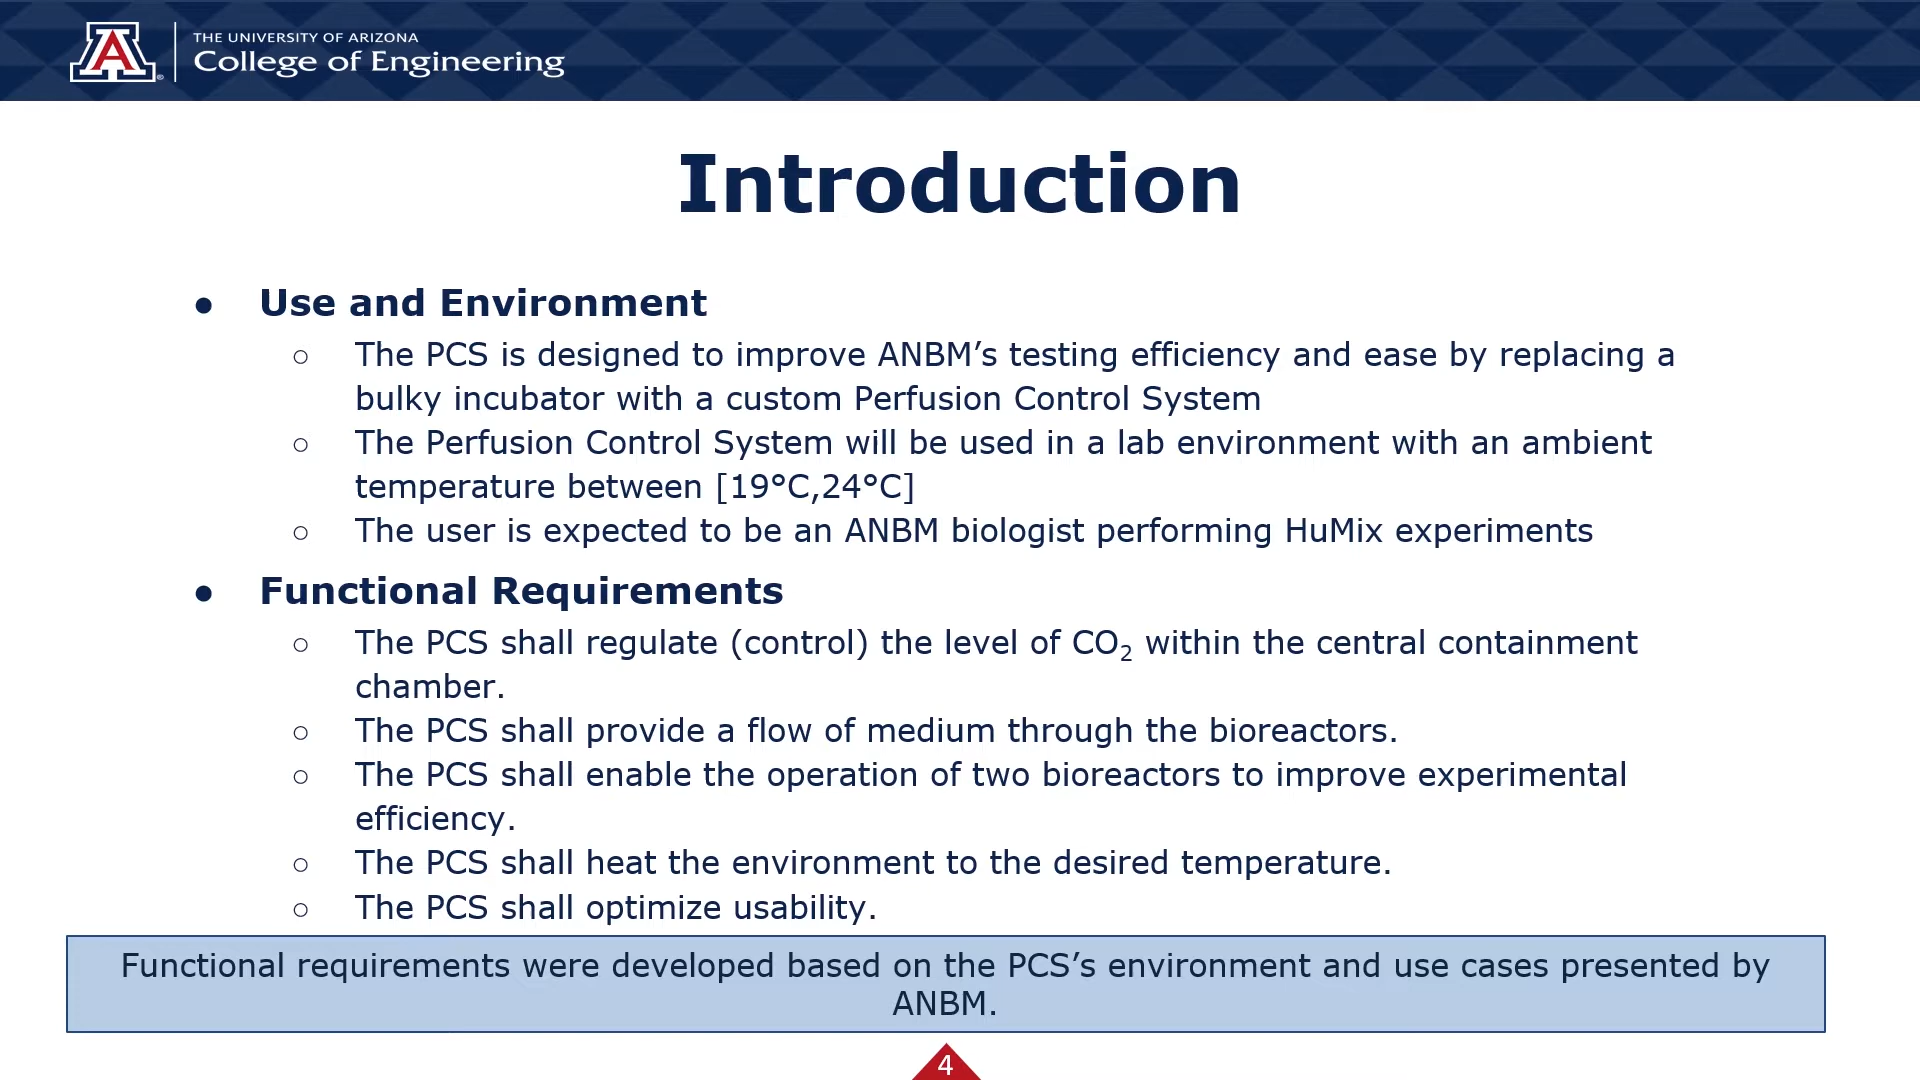 THE UNIVERSITY OF ARIZONA
College of Engineering
Introduction
● Use and Environment
○ The PCS is designed to improve ANBM’s testing efficiency and ease by replacing a
bulky incubator with a custom Perfusion Control System
○ The Perfusion Control System will be used in a lab environment with an ambient
temperature between [19°C,24°C]
○ The user is expected to be an ANBM biologist performing HuMix experiments
● Functional Requirements
○ The PCS shall regulate (control) the level of CO₂ within the central containment
chamber.
○ The PCS shall provide a flow of medium through the bioreactors.
○ The PCS shall enable the operation of two bioreactors to improve experimental
efficiency.
○ The PCS shall heat the environment to the desired temperature.
○ The PCS shall optimize usability.
Functional requirements were developed based on the PCS’s environment and use cases presented by
ANBM.
4